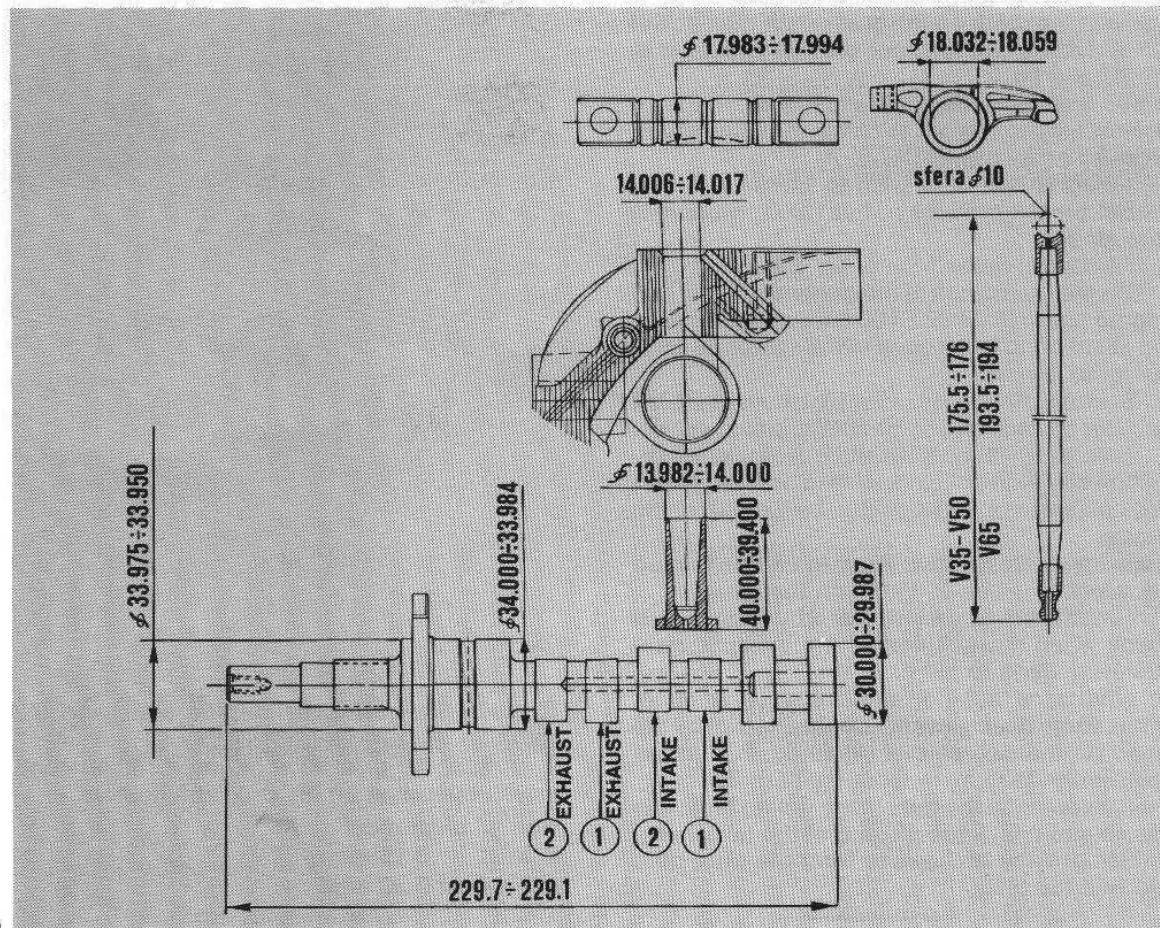 ∮ 17.983÷17.994
∮18.032÷18.059
sfera ∮10
14.006÷14.017
175.5÷176
193.5÷194
V35-V50
V65
∮ 13.982÷14.000
40.000÷39.400
∮ 33.975÷33.950
∮34.000÷33.984
∮ 30.000÷29.987
EXHAUST
EXHAUST
INTAKE
INTAKE
2
1
2
1
229.7÷229.1